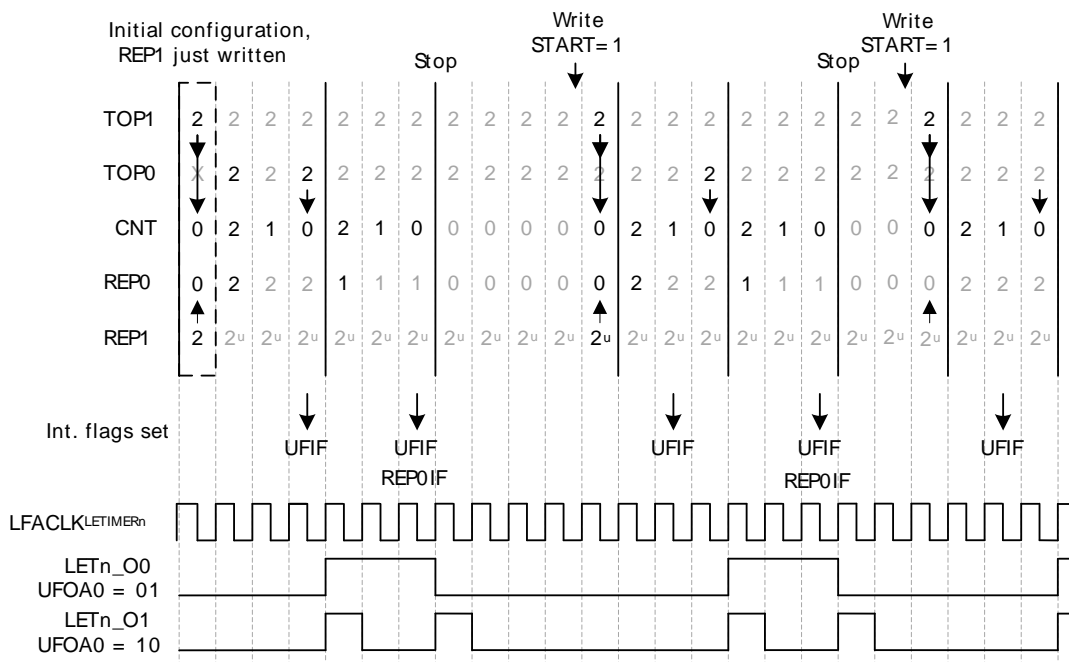 Write
START=1
Write
START=1
Initial configuration,
REP1 just written
Stop
Stop
TOP1 2 2 2 2 2 2 2 2 2 2 2 2 2 2 2 2 2 2 2 2 2 2 2 2
TOP0 X 2 2 2 2 2 2 2 2 2 2 2 2 2 2 2 2 2 2 2 2 2 2 2
CNT 0 2 1 0 2 1 0 0 0 0 0 0 2 1 0 2 1 0 0 0 0 2 1 0
REP0 0 2 2 2 1 1 1 0 0 0 0 0 2 2 2 1 1 1 0 0 0 2 2 2
REP1 2 2u 2u 2u 2u 2u 2u 2u 2u 2u 2u 2u 2u 2u 2u 2u 2u 2u 2u 2u 2u 2u 2u 2u
Int. flags set
UFIF
UFIF
REP0IF
UFIF
UFIF
REP0IF
UFIF
LFACLKLETIMERn
LETn_O0
UFOA0 = 01
LETn_O1
UFOA0 = 10